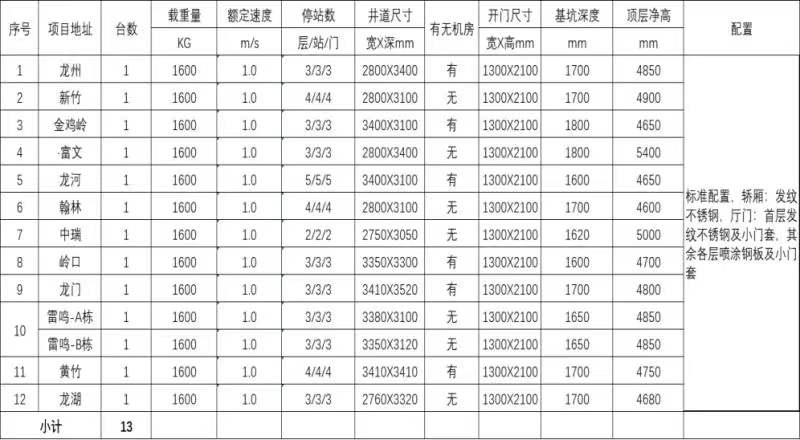 序号 项目地址 台数 载重量 额定速度 停站数 井道尺寸 有无机房 开门尺寸 基坑深度 顶层净高 配置
KG m/s 层/站/门 宽X深mm 宽X高mm mm mm
1 龙州 1 1600 1.0 3/3/3 2800X3400 有 1300X2100 1700 4850
2 新竹 1 1600 1.0 4/4/4 2800X3100 无 1300X2100 1700 4900
3 金鸡岭 1 1600 1.0 3/3/3 3400X3100 有 1300X2100 1800 4650
4 ·富文 1 1600 1.0 3/3/3 2800X3400 无 1300X2100 1800 5400
5 龙河 1 1600 1.0 5/5/5 3400X3100 有 1300X2100 1600 4650
6 翰林 1 1600 1.0 4/4/4 2800X3100 无 1300X2100 1700 4600
7 中瑞 1 1600 1.0 2/2/2 2750X3050 无 1300X2100 1620 5000
8 岭口 1 1600 1.0 3/3/3 3350X3300 有 1300X2100 1600 4700
9 龙门 1 1600 1.0 3/3/3 3410X3520 有 1300X2100 1700 4800
10 雷鸣-A栋 1 1600 1.0 3/3/3 3380X3100 无 1300X2100 1650 4850
雷鸣-B栋 1 1600 1.0 3/3/3 3350X3120 无 1300X2100 1650 4850
11 黄竹 1 1600 1.0 4/4/4 3410X3410 有 1300X2100 1700 4750
12 龙湖 1 1600 1.0 3/3/3 2760X3320 无 1300X2100 1700 4680
标准配置，轿厢：发纹
不锈钢，厅门：首层发
纹不锈钢及小门套，其
余各层喷涂钢板及小门
套
小计 13